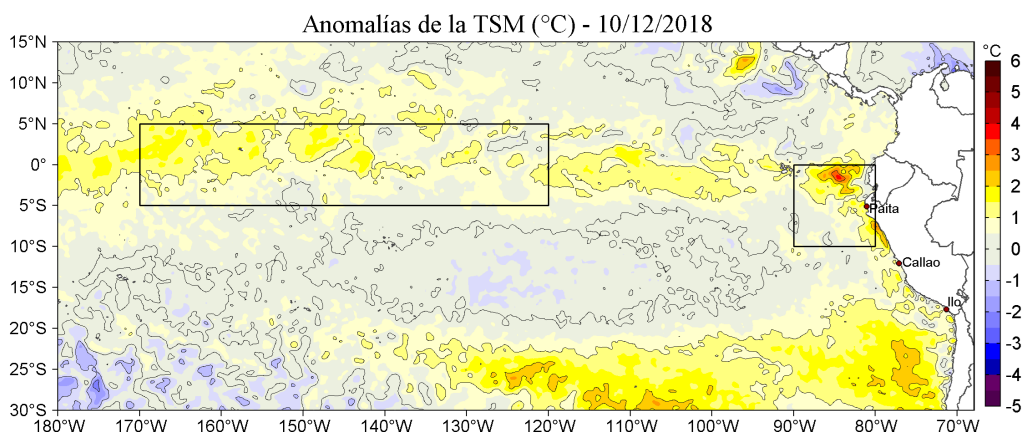 Anomalías de la TSM (°C) - 10/12/2018
15°N
10°N
5°N
0°
5°S
10°S
15°S
20°S
25°S
30°S
180°W
170°W
160°W
150°W
140°W
130°W
120°W
110°W
100°W
90°W
80°W
70°W
Paita
Callao
Ilo
°C
6
5
4
3
2
1
0
-1
-2
-3
-4
-5